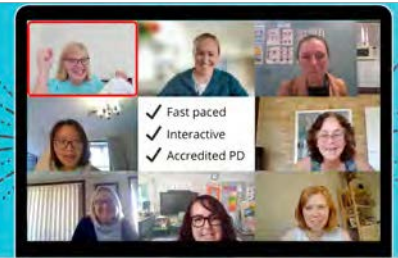 ✓ Fast paced
✓ Interactive
✓ Accredited PD